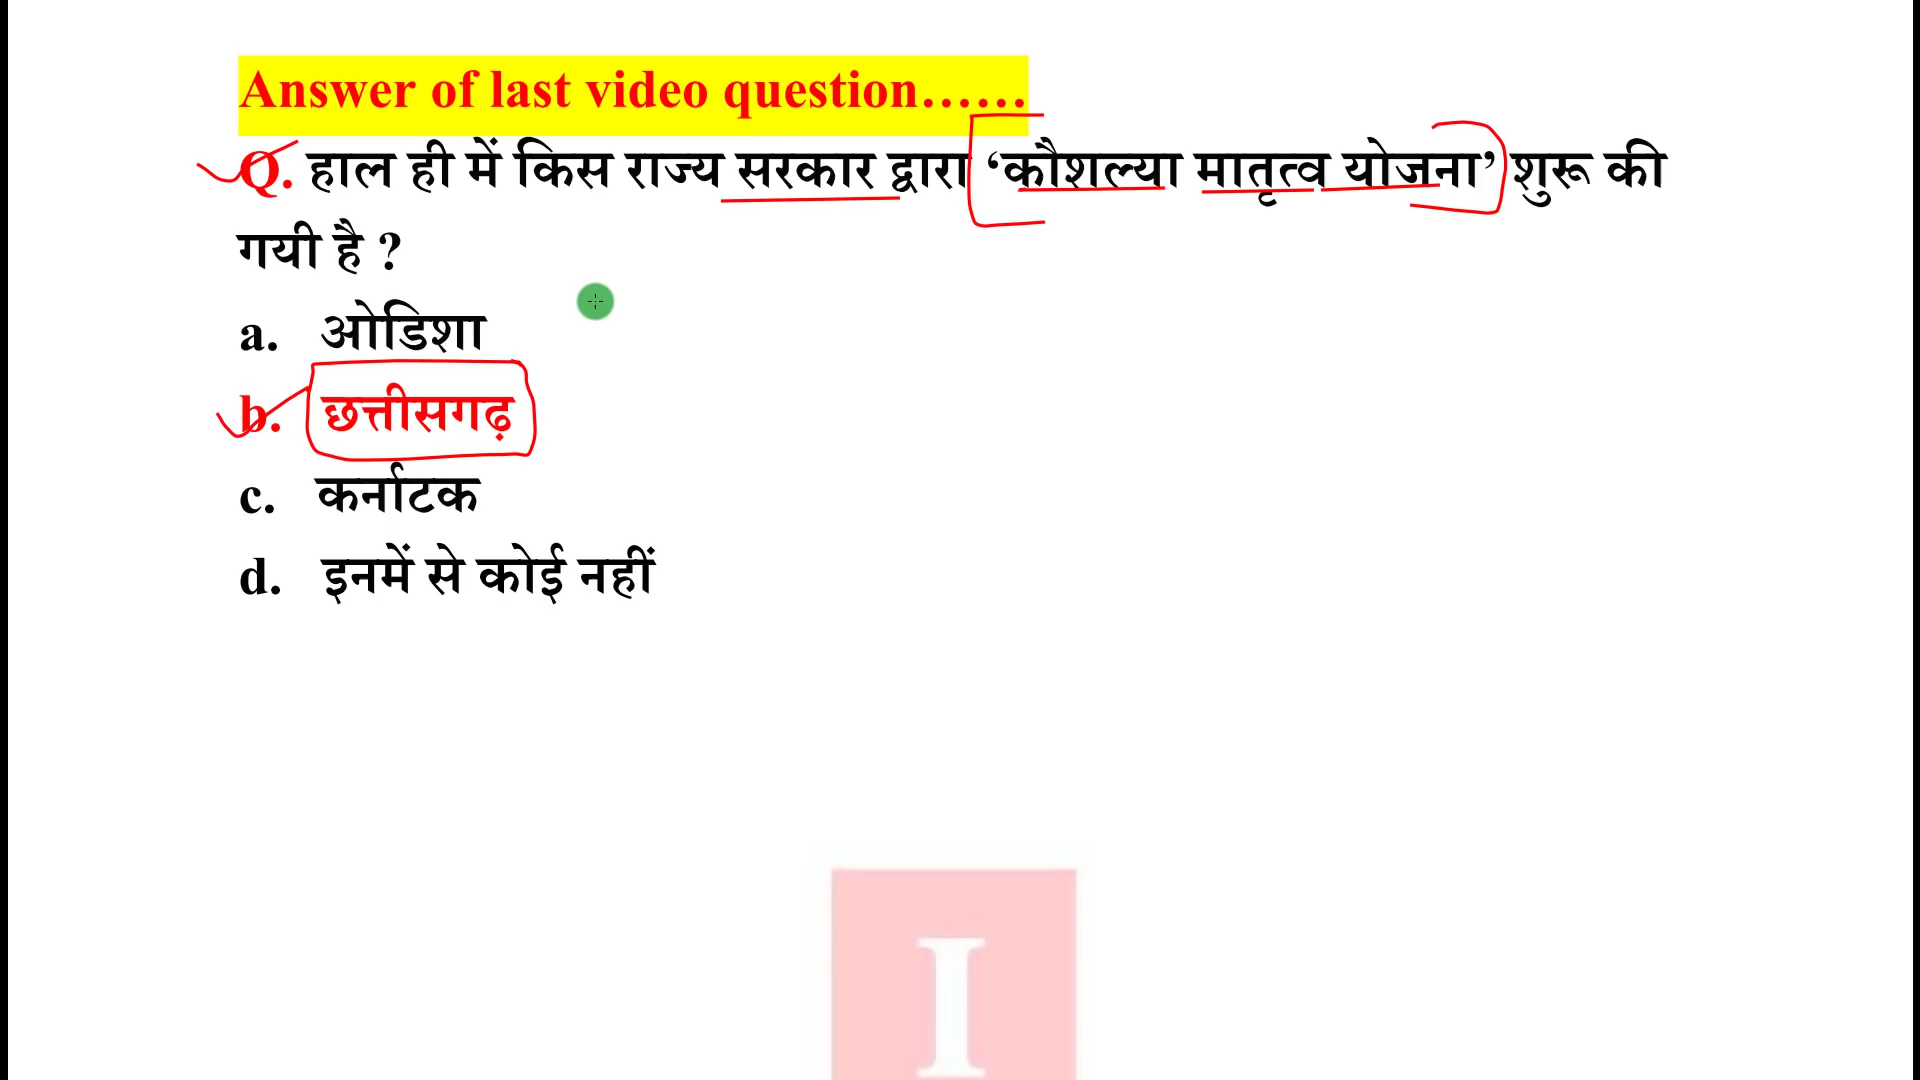 Answer of last video question......
Q. हाल ही में किस राज्य सरकार द्वारा ‘कौशल्या मातृत्व योजना’ शुरू की
गयी है ?
a. ओडिशा
b. छत्तीसगढ़
c. कर्नाटक
d. इनमें से कोई नहीं
I